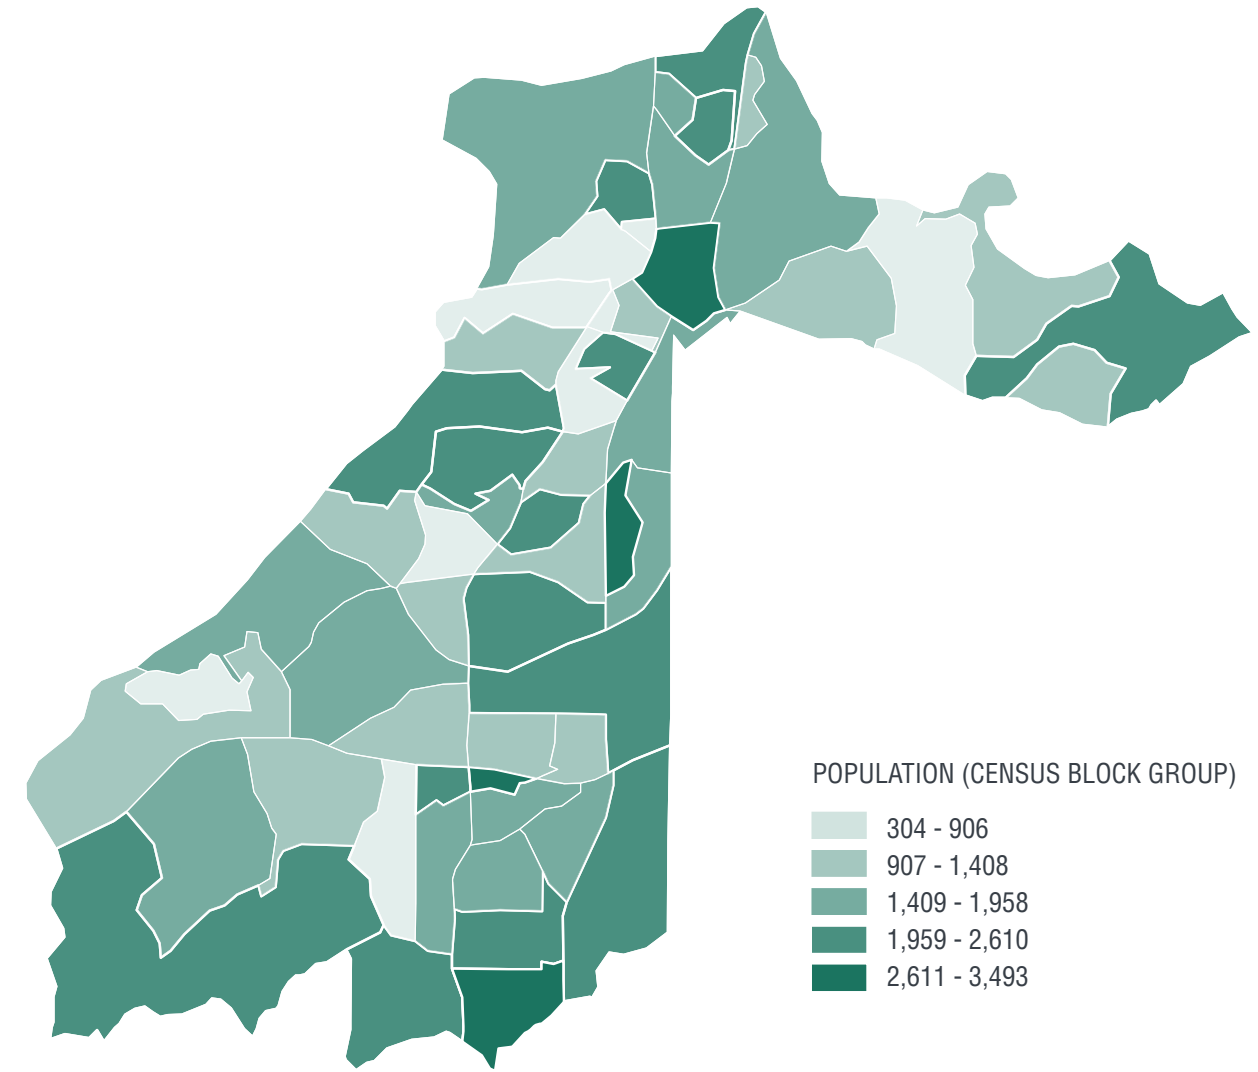 POPULATION (CENSUS BLOCK GROUP)
304 - 906
907 - 1,408
1,409 - 1,958
1,959 - 2,610
2,611 - 3,493